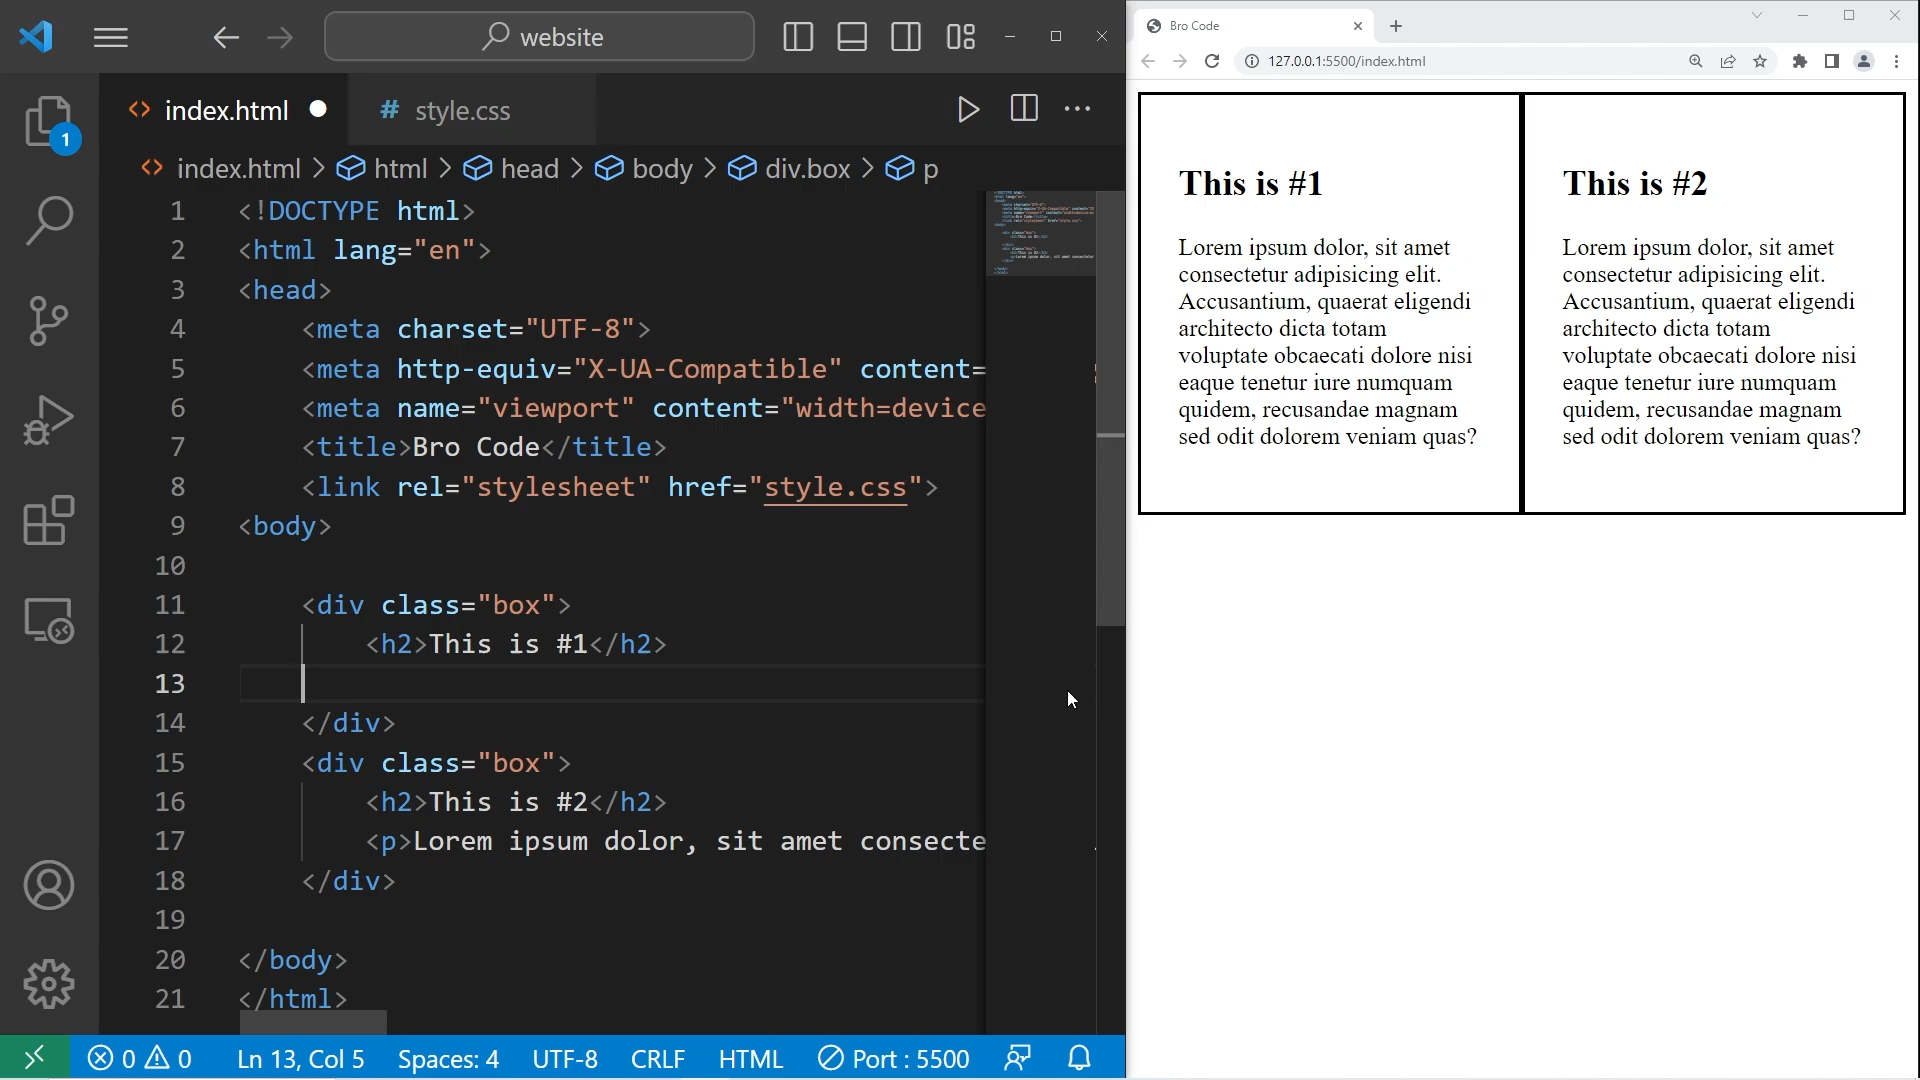 website
index.html
# style.css
index.html > html > head > body > div.box > p
1
1 <!DOCTYPE html>
2 <html lang="en">
3 <head>
4 <meta charset="UTF-8">
5 <meta http-equiv="X-UA-Compatible" content=
6 <meta name="viewport" content="width=device
7 <title>Bro Code</title>
8 <link rel="stylesheet" href="style.css">
9 <body>
10
11 <div class="box">
12 <h2>This is #1</h2>
13
14 </div>
15 <div class="box">
16 <h2>This is #2</h2>
17 <p>Lorem ipsum dolor, sit amet consecte
18 </div>
19
20 </body>
21 </html>
0 0 Ln 13, Col 5 Spaces: 4 UTF-8 CRLF HTML Port : 5500
Bro Code
127.0.0.1:5500/index.html
This is #1
Lorem ipsum dolor, sit amet
consectetur adipisicing elit.
Accusantium, quaerat eligendi
architecto dicta totam
voluptate obcaecati dolore nisi
eaque tenetur iure numquam
quidem, recusandae magnam
sed odit dolorem veniam quas?
This is #2
Lorem ipsum dolor, sit amet
consectetur adipisicing elit.
Accusantium, quaerat eligendi
architecto dicta totam
voluptate obcaecati dolore nisi
eaque tenetur iure numquam
quidem, recusandae magnam
sed odit dolorem veniam quas?